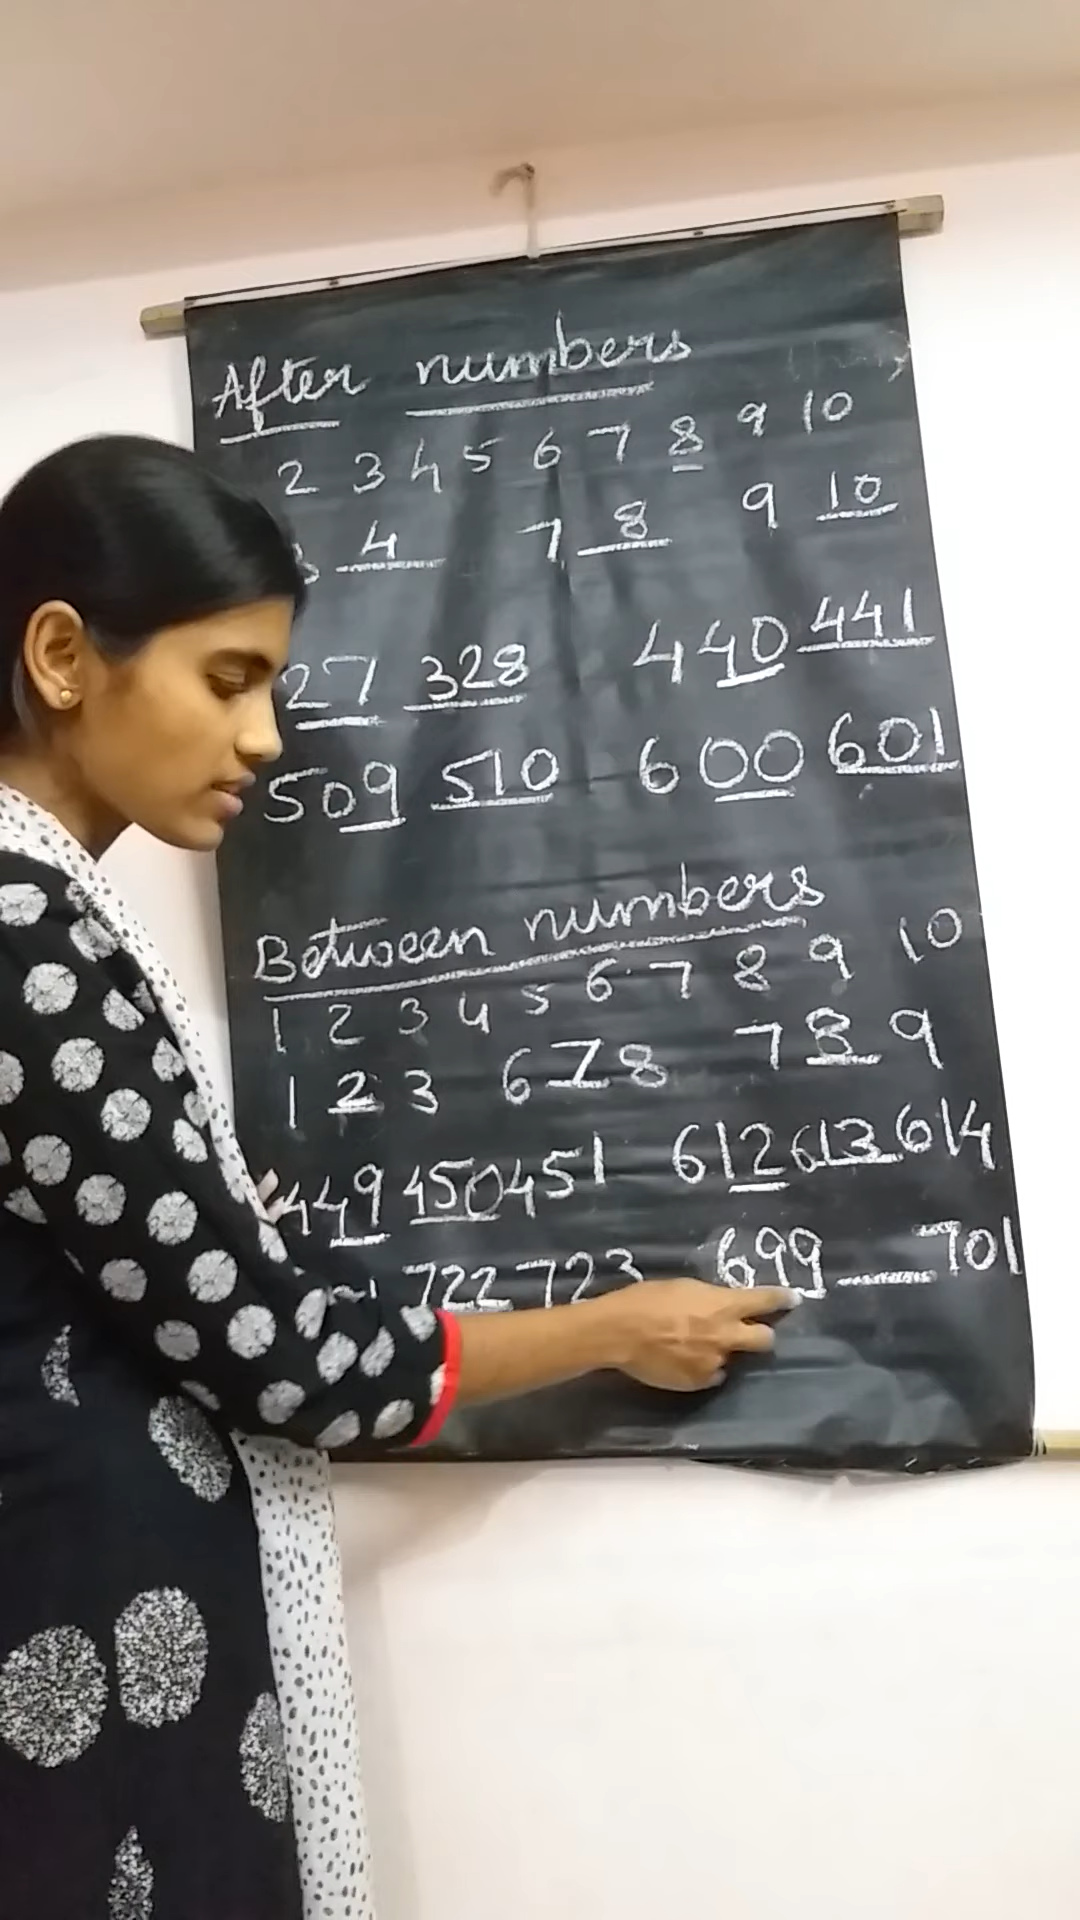 After numbers
2 3 4 5 6 7 8 9 10
3 4 7 8 9 10
27 328 440 441
509 510 600 601
Between numbers
1 2 3 4 5 6 7 8 9 10
1 2 3 6 7 8 7 8 9
449 450 451 612 613 614
722 723 699 ___ 701